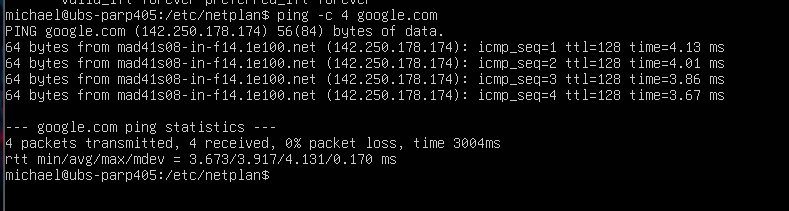 valid_lft forever preferred_lft forever
michael@ubs-parp405:/etc/netplan$ ping -c 4 google.com
PING google.com (142.250.178.174) 56(84) bytes of data.
64 bytes from mad41s08-in-f14.1e100.net (142.250.178.174): icmp_seq=1 ttl=128 time=4.13 ms
64 bytes from mad41s08-in-f14.1e100.net (142.250.178.174): icmp_seq=2 ttl=128 time=4.01 ms
64 bytes from mad41s08-in-f14.1e100.net (142.250.178.174): icmp_seq=3 ttl=128 time=3.86 ms
64 bytes from mad41s08-in-f14.1e100.net (142.250.178.174): icmp_seq=4 ttl=128 time=3.67 ms
--- google.com ping statistics ---
4 packets transmitted, 4 received, 0% packet loss, time 3004ms
rtt min/avg/max/mdev = 3.673/3.917/4.131/0.170 ms
michael@ubs-parp405:/etc/netplan$